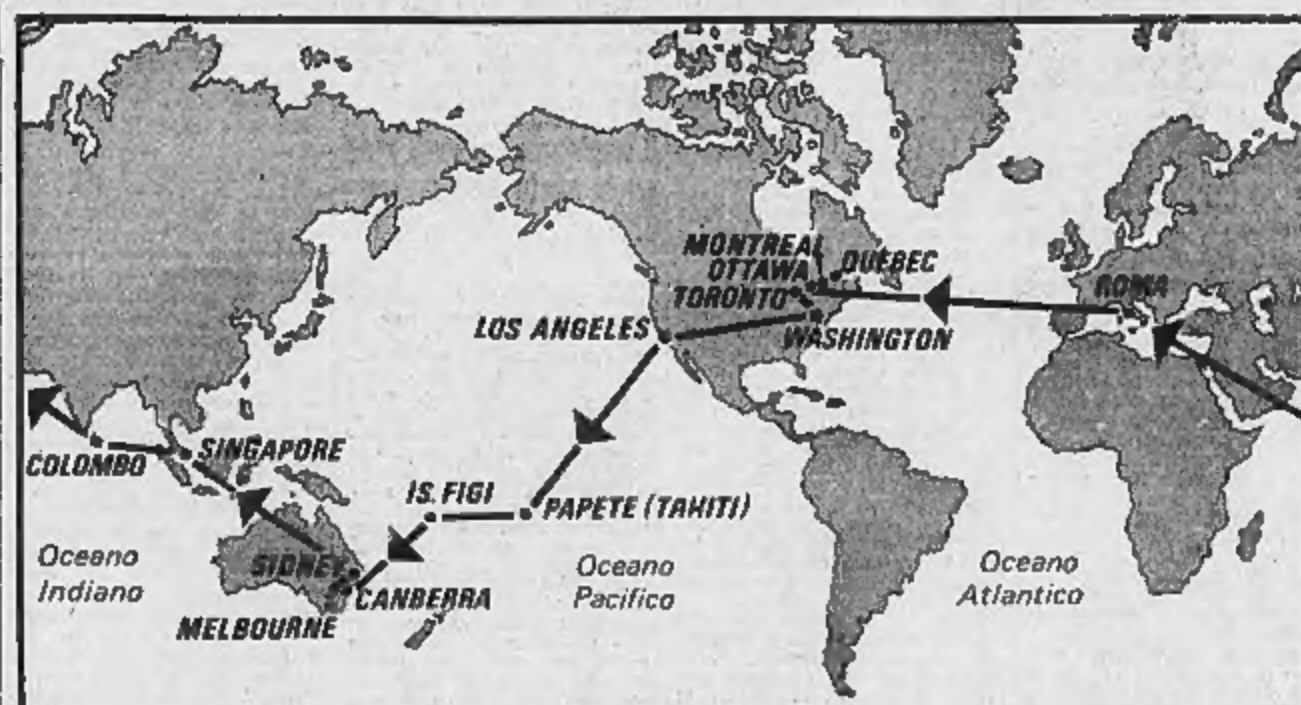 MONTREAL
OTTAWA
QUEBEC
TORONTO
ROMA
LOS ANGELES
WASHINGTON
COLOMBO
SINGAPORE
IS. FIGI
PAPETE (TAHITI)
SIDNEY
CANBERRA
MELBOURNE
Oceano
Indiano
Oceano
Pacifico
Oceano
Atlantico